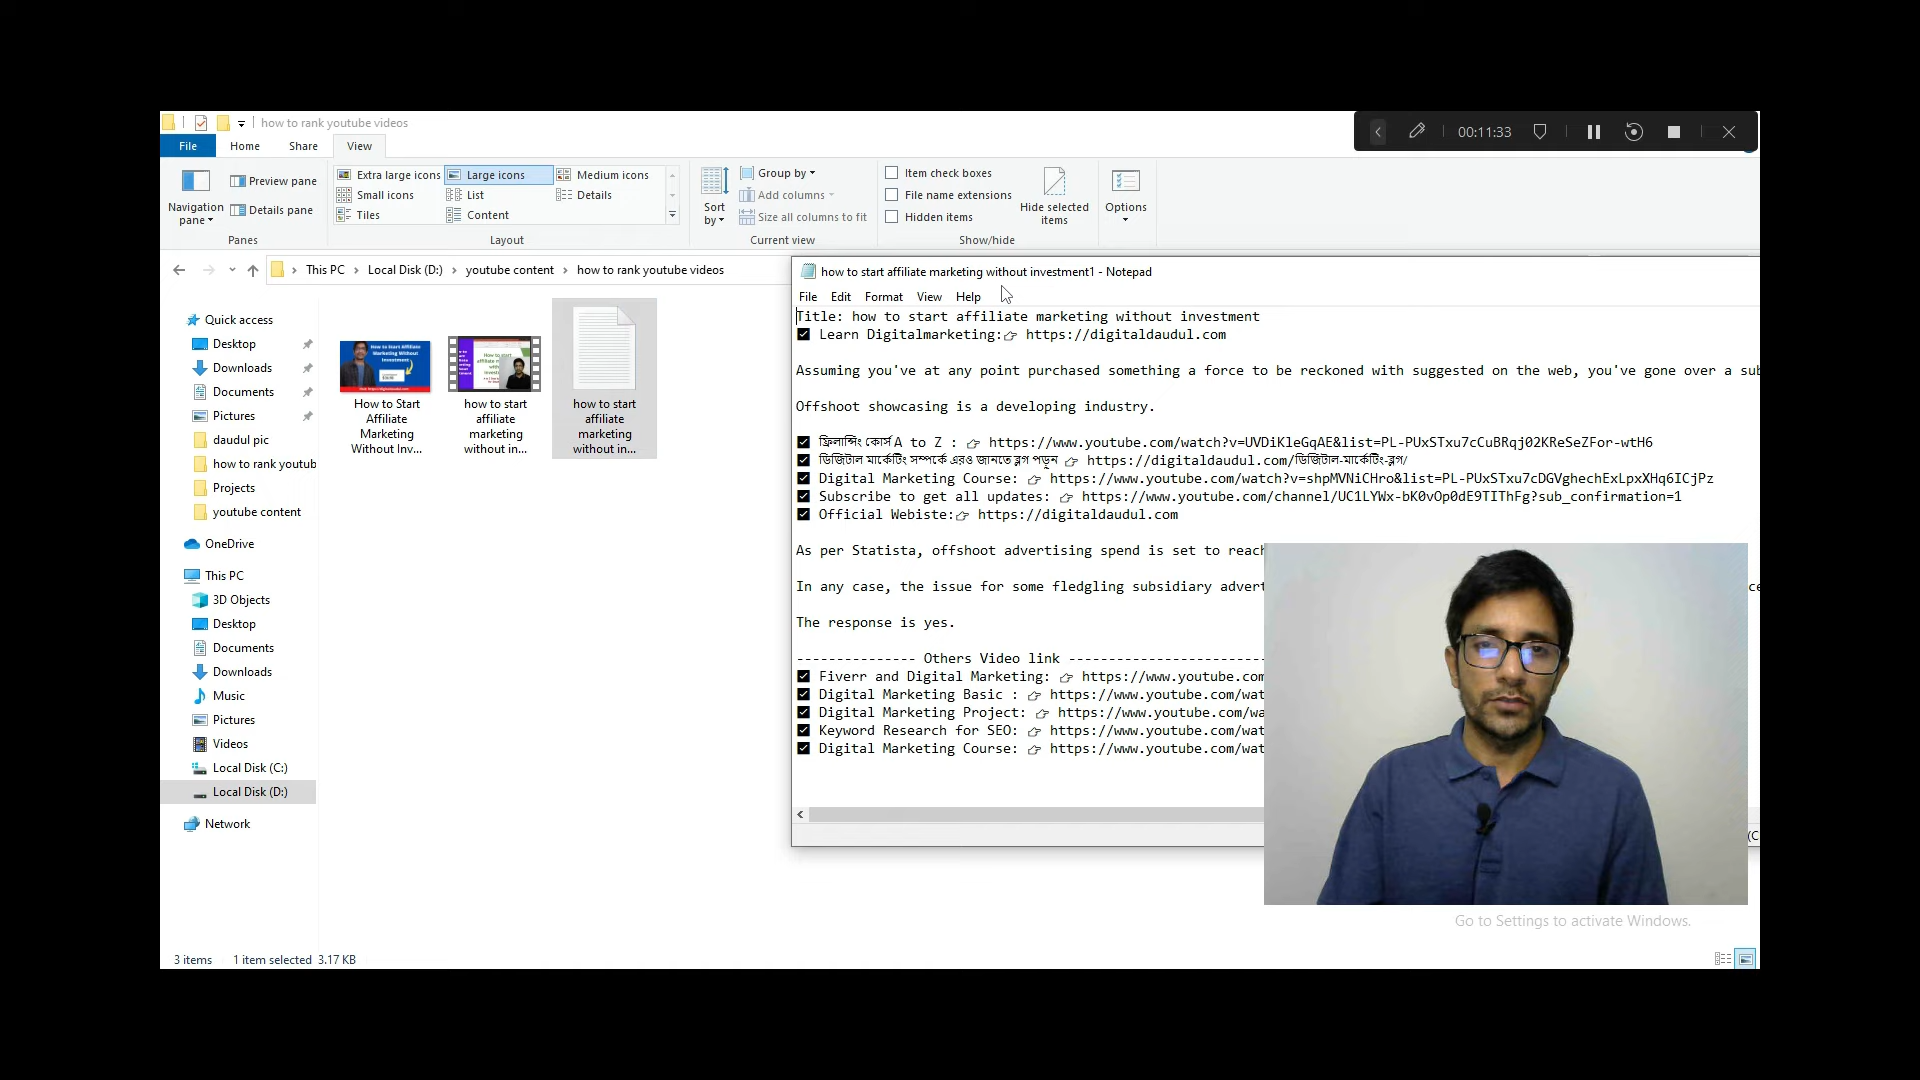 how to rank youtube videos
00:11:33
File Home Share View
Navigation pane
Preview pane
Details pane
Panes
Extra large icons Large icons Medium icons
Small icons List Details
Tiles Content
Layout
Sort by
Group by
Add columns
Size all columns to fit
Current view
Item check boxes
File name extensions
Hidden items
Hide selected items
Show/hide
Options
This PC > Local Disk (D:) > youtube content > how to rank youtube videos
Quick access
Desktop
Downloads
Documents
Pictures
daudul pic
how to rank youtub
Projects
youtube content
OneDrive
This PC
3D Objects
Desktop
Documents
Downloads
Music
Pictures
Videos
Local Disk (C:)
Local Disk (D:)
Network
How to Start
Affiliate
Marketing
Without Inv...
how to start
affiliate
marketing
without in...
how to start
affiliate
marketing
without in...
how to start affiliate marketing without investment1 - Notepad
File Edit Format View Help
Title: how to start affiliate marketing without investment
☑ Learn Digitalmarketing:👉 https://digitaldaudul.com
Assuming you've at any point purchased something a force to be reckoned with suggested on the web, you've gone over a sub
Offshoot showcasing is a developing industry.
☑ ফ্রিলান্সিং কোর্স A to Z : 👉 https://www.youtube.com/watch?v=UVDiKleGqAE&list=PL-PUxSTxu7cCuBRqj02KReSeZFor-wtH6
☑ ডিজিটাল মার্কেটিং সম্পর্কে এরও জানতে ব্লগ পড়ুন 👉 https://digitaldaudul.com/ডিজিটাল-মার্কেটিং-ব্লগ/
☑ Digital Marketing Course: 👉 https://www.youtube.com/watch?v=shpMVNiCHro&list=PL-PUxSTxu7cDGVghechExLpxXHq6ICjPz
☑ Subscribe to get all updates: 👉 https://www.youtube.com/channel/UC1LYWx-bK0vOp0dE9TIThFg?sub_confirmation=1
☑ Official Webiste:👉 https://digitaldaudul.com
As per Statista, offshoot advertising spend is set to reach
In any case, the issue for some fledgling subsidiary advert
The response is yes.
--------------- Others Video link -------------------------
☑ Fiverr and Digital Marketing: 👉 https://www.youtube.com
☑ Digital Marketing Basic : 👉 https://www.youtube.com/wat
☑ Digital Marketing Project: 👉 https://www.youtube.com/wa
☑ Keyword Research for SEO: 👉 https://www.youtube.com/wat
☑ Digital Marketing Course: 👉 https://www.youtube.com/wat
Go to Settings to activate Windows.
3 items 1 item selected 3.17 KB